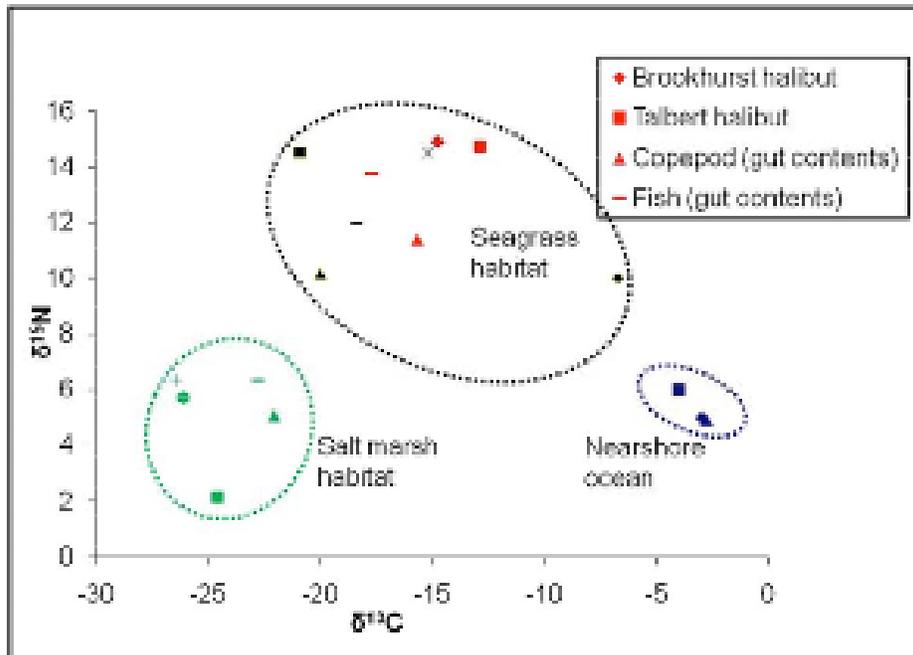 Brookhurst halibut
Talbert halibut
Copepod (gut contents)
Fish (gut contents)
16
14
12
10
8
6
4
2
0
δ¹⁵N
Seagrass
habitat
Salt marsh
habitat
Nearshore
ocean
-30 -25 -20 -15 -10 -5 0
δ¹³C